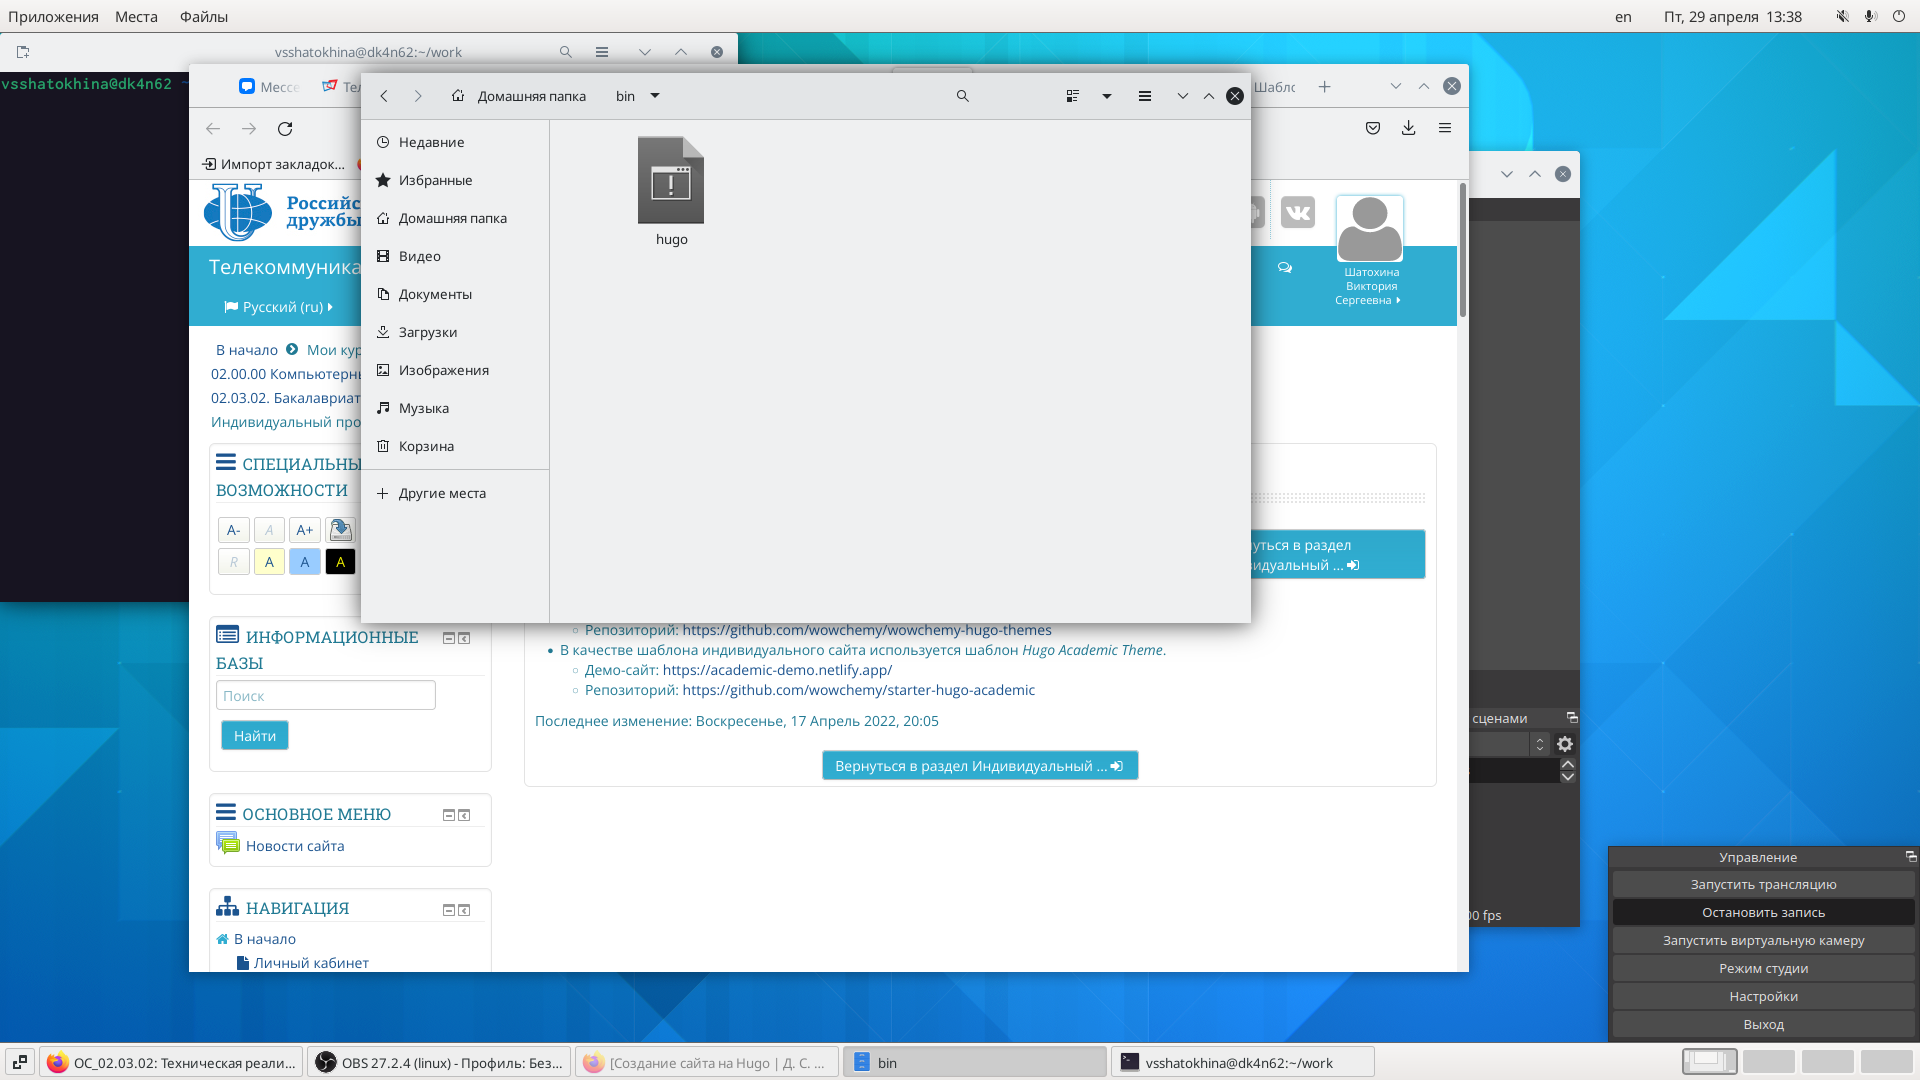 Приложения Места Файлы
en Пт, 29 апреля 13:38
vsshatokhina@dk4n62:~/work
vsshatokhina@dk4n62
Домашняя папка bin
Импорт закладок...
Недавние
Избранные
Домашняя папка
Видео
Документы
Загрузки
Изображения
Музыка
Корзина
Другие места
hugo
Телекоммуника
Русский (ru)
Шатохина
Виктория
Сергеевна
В начало Мои кур
02.00.00 Компьютерн
02.03.02. Бакалавриат
Индивидуальный про
СПЕЦИАЛЬНЫ
ВОЗМОЖНОСТИ
A- A A+
R A A A
уться в раздел
видуальный ...
ИНФОРМАЦИОННЫЕ
БАЗЫ
Поиск
Найти
Репозиторий: https://github.com/wowchemy/wowchemy-hugo-themes
В качестве шаблона индивидуального сайта используется шаблон Hugo Academic Theme.
Демо-сайт: https://academic-demo.netlify.app/
Репозиторий: https://github.com/wowchemy/starter-hugo-academic
Последнее изменение: Воскресенье, 17 Апрель 2022, 20:05
Вернуться в раздел Индивидуальный ...
ОСНОВНОЕ МЕНЮ
Новости сайта
НАВИГАЦИЯ
В начало
Личный кабинет
сценами
00 fps
Управление
Запустить трансляцию
Остановить запись
Запустить виртуальную камеру
Режим студии
Настройки
Выход
ОС_02.03.02: Техническая реали...
OBS 27.2.4 (linux) - Профиль: Без...
[Создание сайта на Hugo | Д. С. ...
bin
vsshatokhina@dk4n62:~/work